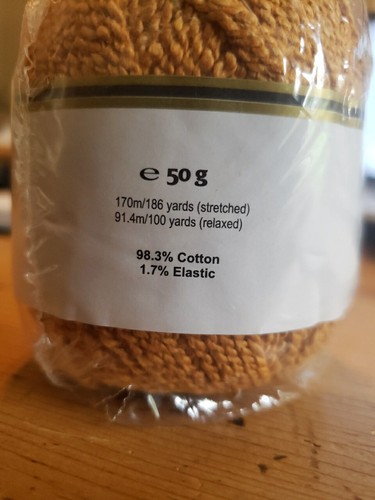 ℮ 50 g
170m/186 yards (stretched)
91.4m/100 yards (relaxed)
98.3% Cotton
1.7% Elastic